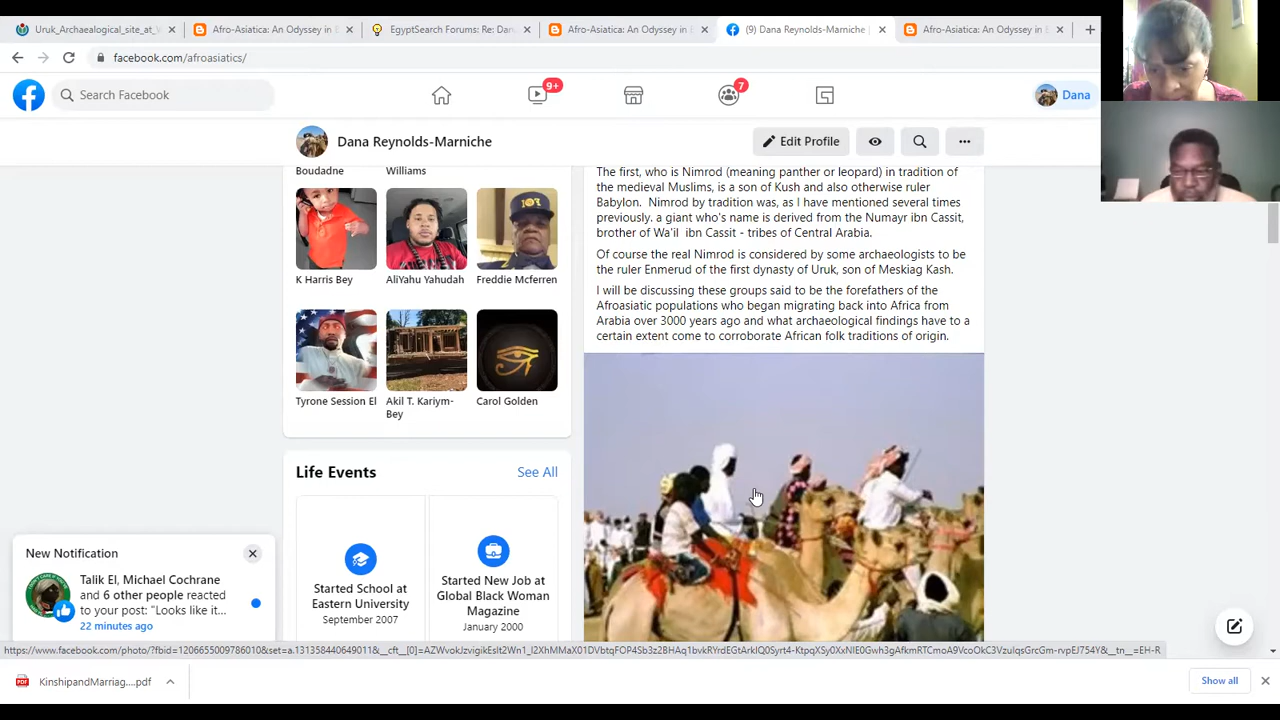 Uruk_Archaealogical_site_at_
Afro-Asiatica: An Odyssey in
EgyptSearch Forums: Re: Dan
Afro-Asiatica: An Odyssey in
(9) Dana Reynolds-Marniche |
Afro-Asiatica: An Odyssey in
facebook.com/afroasiatics/
Search Facebook
9+
7
Dana
Dana Reynolds-Marniche
Edit Profile
Boudadne
Williams
K Harris Bey
AliYahu Yahudah
Freddie Mcferren
Tyrone Session El
Akil T. Kariym-
Bey
Carol Golden
Life Events
See All
Started School at
Eastern University
September 2007
Started New Job at
Global Black Woman
Magazine
January 2000
The first, who is Nimrod (meaning panther or leopard) in tradition of
the medieval Muslims, is a son of Kush and also otherwise ruler
Babylon. Nimrod by tradition was, as I have mentioned several times
previously. a giant who's name is derived from the Numayr ibn Cassit,
brother of Wa'il ibn Cassit - tribes of Central Arabia.
Of course the real Nimrod is considered by some archaeologists to be
the ruler Enmerud of the first dynasty of Uruk, son of Meskiag Kash.
I will be discussing these groups said to be the forefathers of the
Afroasiatic populations who began migrating back into Africa from
Arabia over 3000 years ago and what archaeological findings have to a
certain extent come to corroborate African folk traditions of origin.
New Notification
Talik El, Michael Cochrane
and 6 other people reacted
to your post: "Looks like it...
22 minutes ago
KinshipandMarriag....pdf
Show all